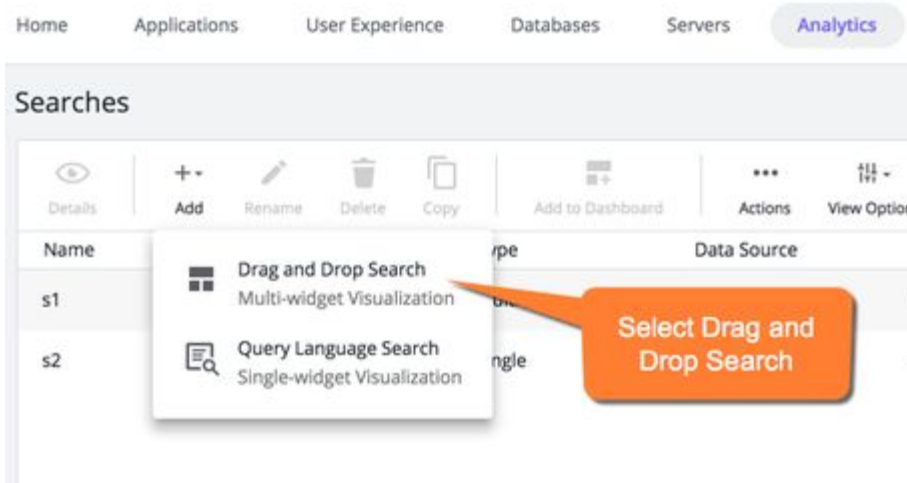 Home Applications User Experience Databases Servers Analytics
Searches
Details Add Rename Delete Copy Add to Dashboard Actions View Option
Name ype Data Source
Drag and Drop Search
Multi-widget Visualization
s1
Select Drag and
Drop Search
Query Language Search
s2 ngle
Single-widget Visualization